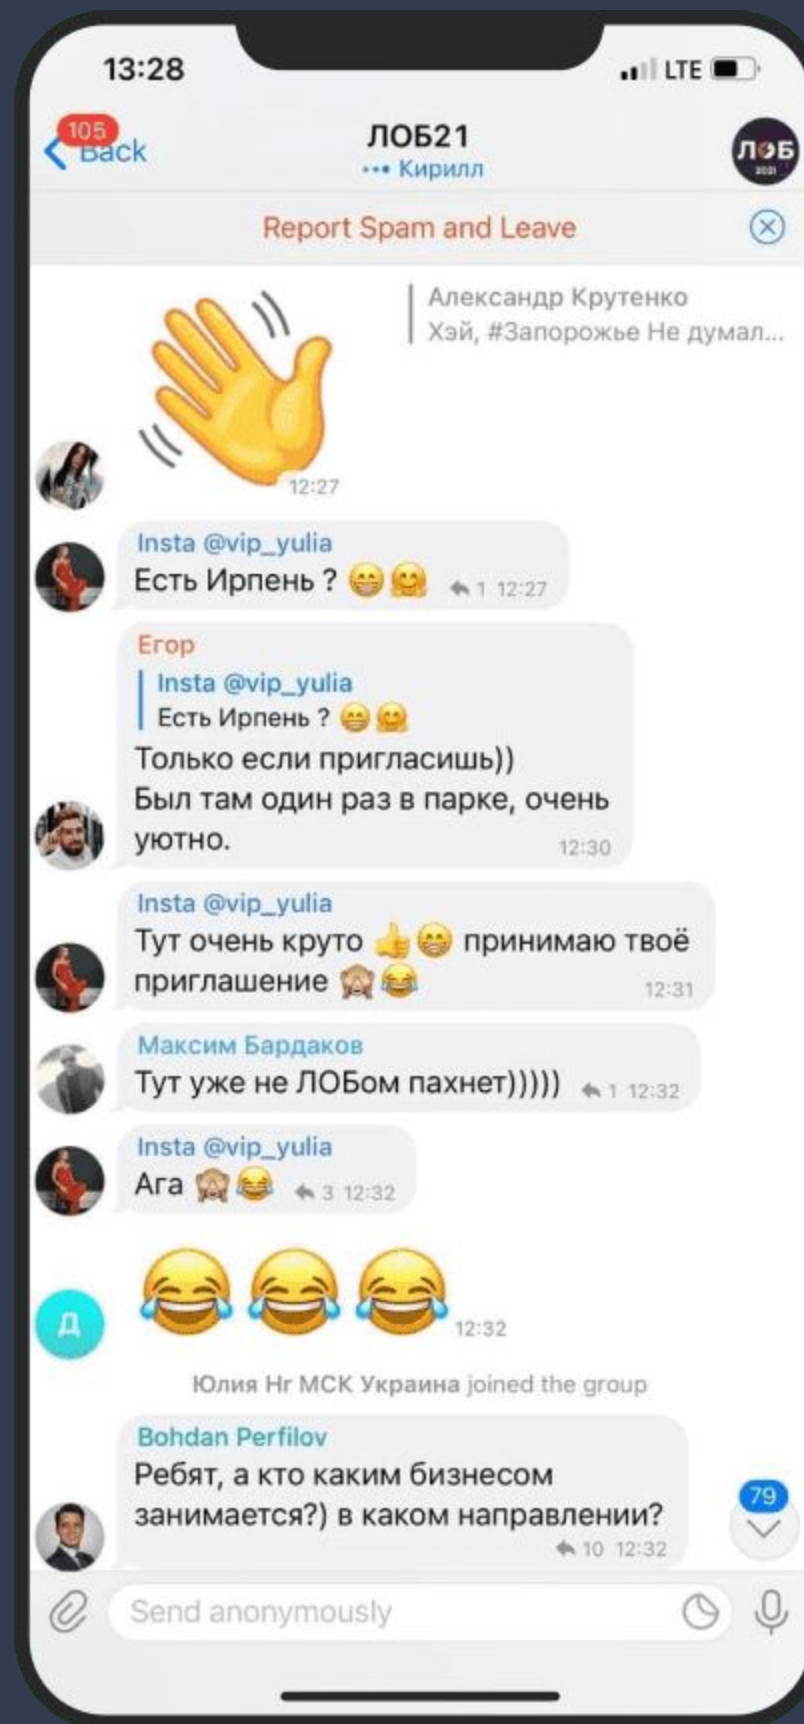 13:28
LTE
105
Back
ЛОБ21
••• Кирилл
ЛОБ
2021
Report Spam and Leave
Александр Крутенко
Хэй, #Запорожье Не думал...
12:27
Insta @vip_yulia
Есть Ирпень ? 😁🤗 1 12:27
Егор
Insta @vip_yulia
Есть Ирпень ? 😁🤗
Только если пригласишь))
Был там один раз в парке, очень
уютно. 12:30
Insta @vip_yulia
Тут очень круто 👍😁 принимаю твоё
приглашение 🙈😂 12:31
Максим Бардаков
Тут уже не ЛОБом пахнет))))) 1 12:32
Insta @vip_yulia
Ага 🙈😂 3 12:32
Д
😂😂😂 12:32
Юлия Нг МСК Украина joined the group
Bohdan Perfilov
Ребят, а кто каким бизнесом
занимается?) в каком направлении?
10 12:32
79
Send anonymously